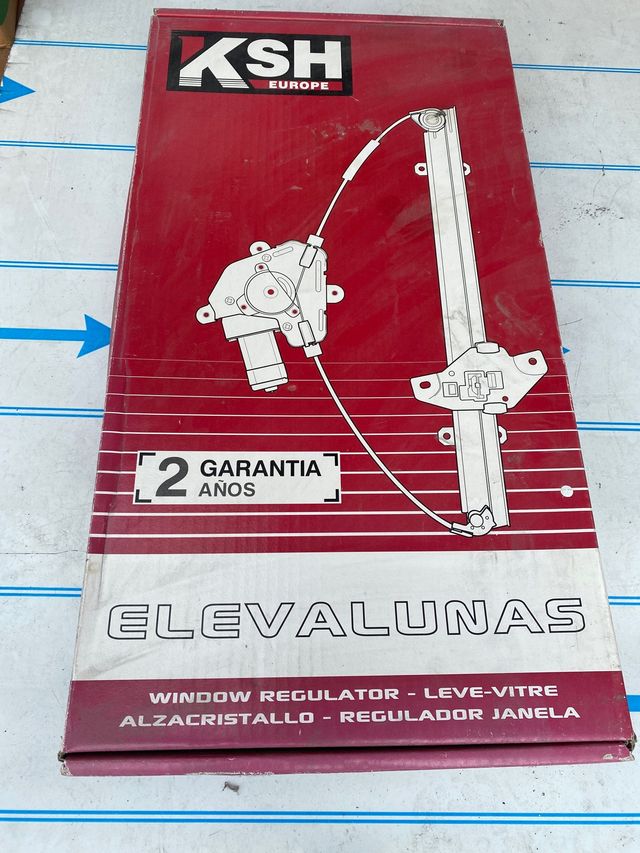 KSH
EUROPE
2 GARANTIA
AÑOS
ELEVALUNAS
WINDOW REGULATOR - LEVE-VITRE
ALZACRISTALLO - REGULADOR JANELA